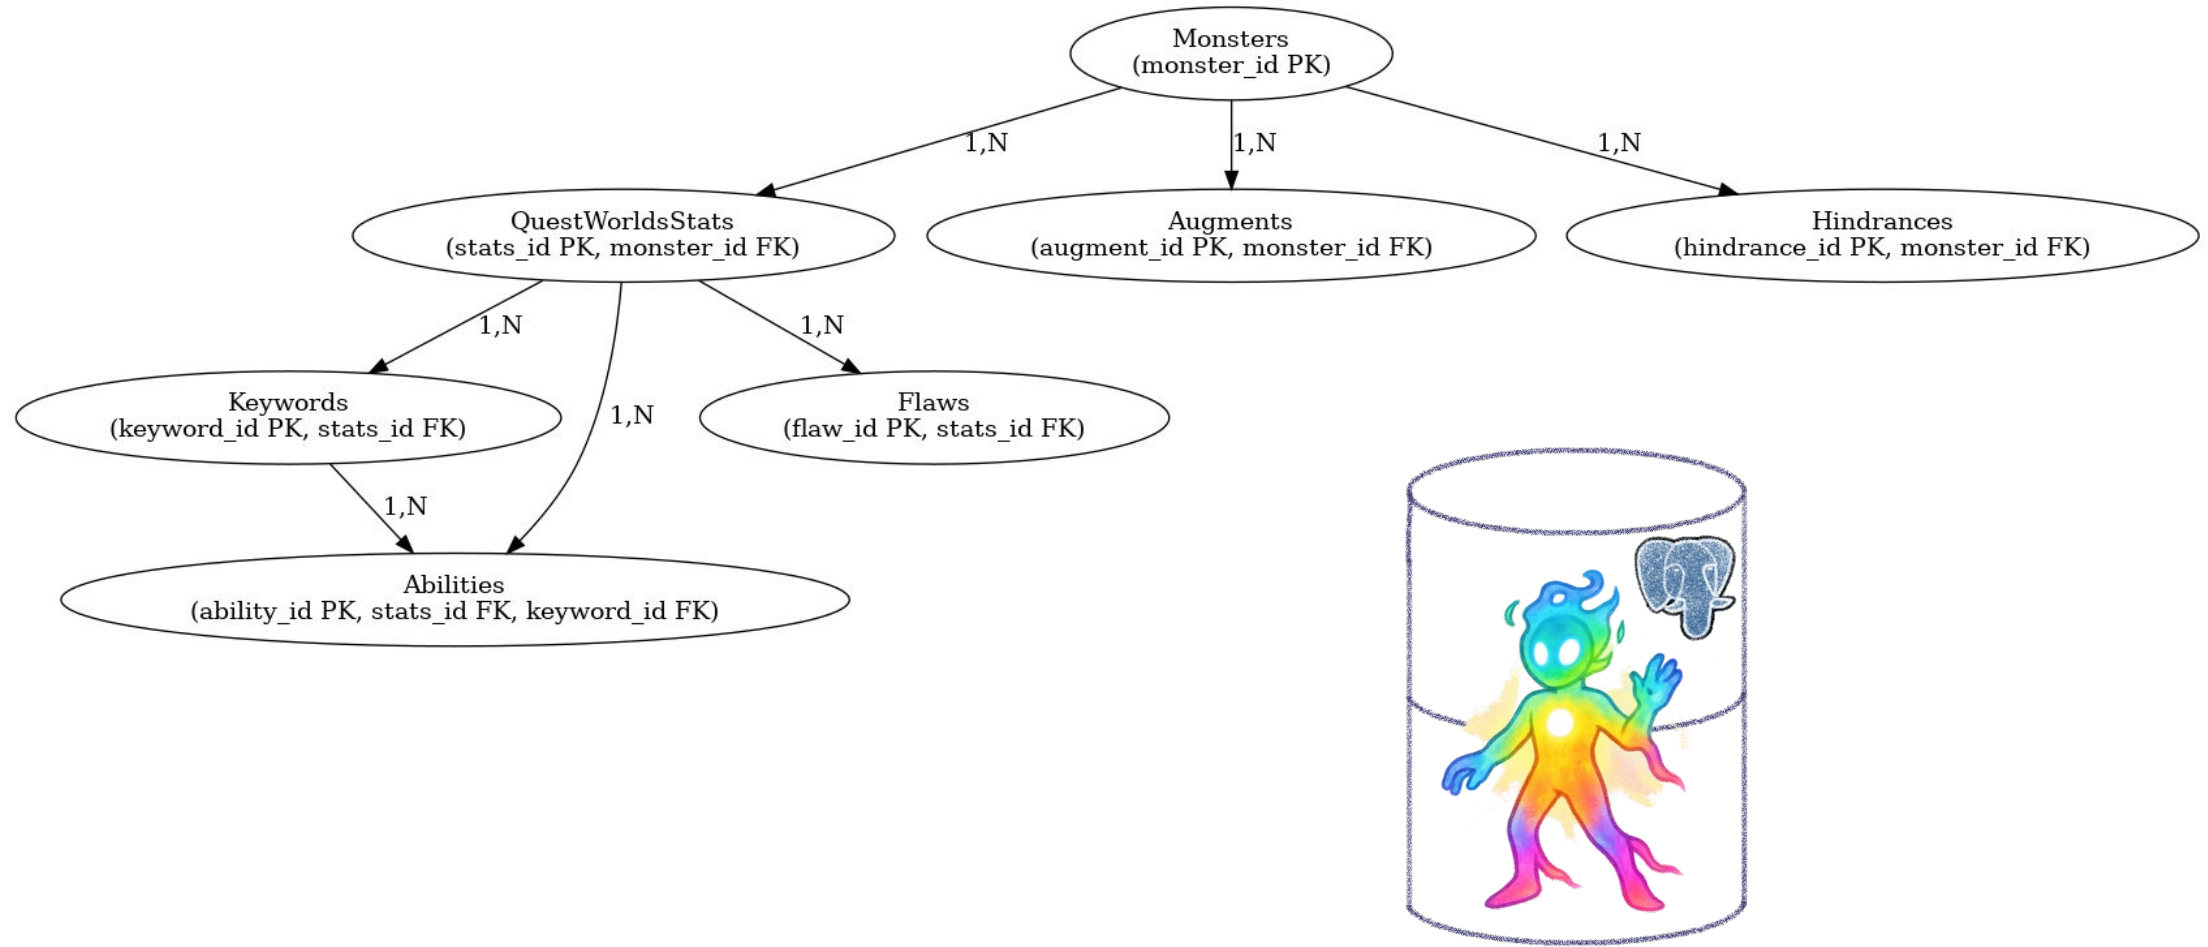 Monsters
(monster_id PK)
1,N
1,N
1,N
QuestWorldsStats
(stats_id PK, monster_id FK)
Augments
(augment_id PK, monster_id FK)
Hindrances
(hindrance_id PK, monster_id FK)
1,N
1,N
Keywords
(keyword_id PK, stats_id FK)
1,N
Flaws
(flaw_id PK, stats_id FK)
1,N
Abilities
(ability_id PK, stats_id FK, keyword_id FK)